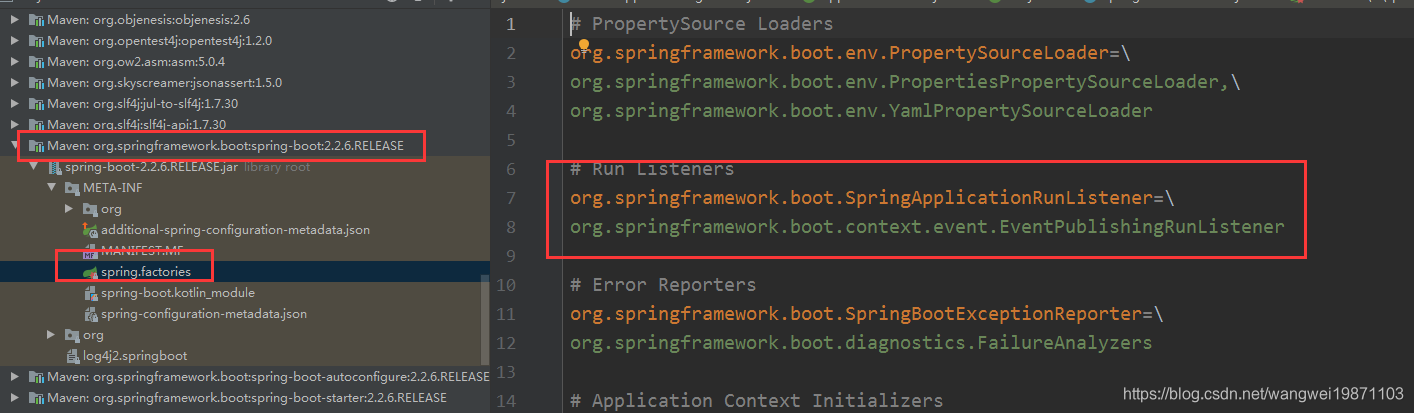 Maven: org.objenesis:objenesis:2.6
Maven: org.opentest4j:opentest4j:1.2.0
Maven: org.ow2.asm:asm:5.0.4
Maven: org.skyscreamer:jsonassert:1.5.0
Maven: org.slf4j:jul-to-slf4j:1.7.30
Maven: org.slf4j:slf4j-api:1.7.30
Maven: org.springframework.boot:spring-boot:2.2.6.RELEASE
spring-boot-2.2.6.RELEASE.jar library root
META-INF
org
additional-spring-configuration-metadata.json
MANIFEST.MF
spring.factories
spring-boot.kotlin_module
spring-configuration-metadata.json
org
log4j2.springboot
Maven: org.springframework.boot:spring-boot-autoconfigure:2.2.6.RELEASE
Maven: org.springframework.boot:spring-boot-starter:2.2.6.RELEASE
1 # PropertySource Loaders
2 org.springframework.boot.env.PropertySourceLoader=\
3 org.springframework.boot.env.PropertiesPropertySourceLoader,\
4 org.springframework.boot.env.YamlPropertySourceLoader
5
6 # Run Listeners
7 org.springframework.boot.SpringApplicationRunListener=\
8 org.springframework.boot.context.event.EventPublishingRunListener
9
10 # Error Reporters
11 org.springframework.boot.SpringBootExceptionReporter=\
12 org.springframework.boot.diagnostics.FailureAnalyzers
13
14 # Application Context Initializers
https://blog.csdn.net/wangwei19871103